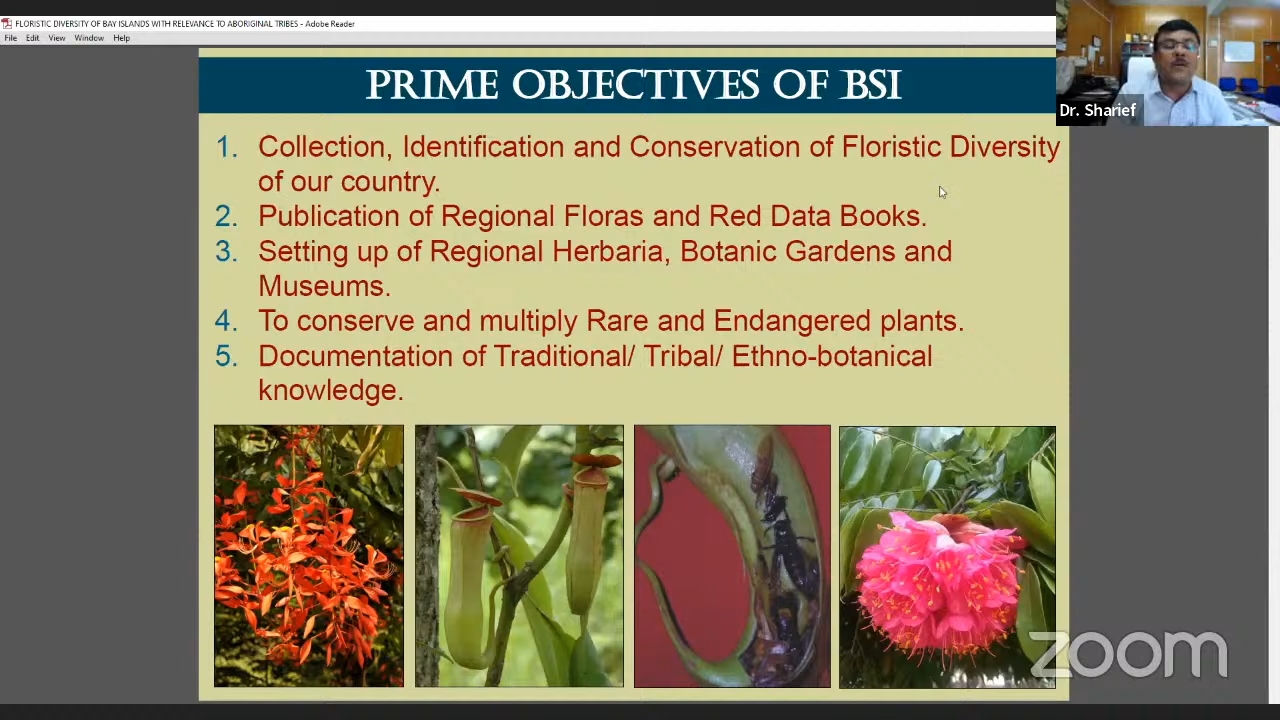 FLORISTIC DIVERSITY OF BAY ISLANDS WITH RELEVANCE TO ABORIGINAL TRIBES - Adobe Reader
File Edit View Window Help
PRIME OBJECTIVES OF BSI
Dr. Sharief
1. Collection, Identification and Conservation of Floristic Diversity
of our country.
2. Publication of Regional Floras and Red Data Books.
3. Setting up of Regional Herbaria, Botanic Gardens and
Museums.
4. To conserve and multiply Rare and Endangered plants.
5. Documentation of Traditional/ Tribal/ Ethno-botanical
knowledge.
zoom